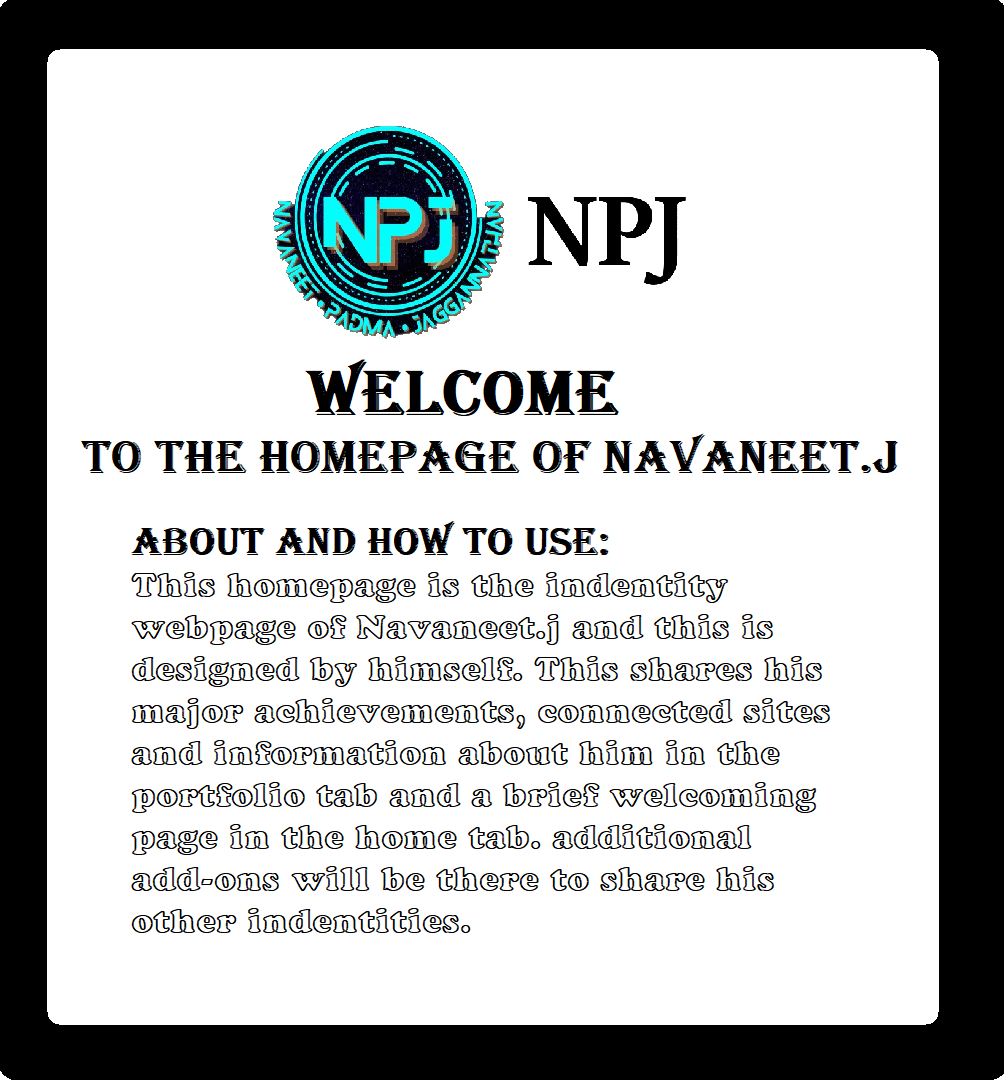 NPJ
NAVANEET • PADMA • JAGGANNATHAN
NPJ
WELCOME
TO THE HOMEPAGE OF NAVANEET.J
ABOUT AND HOW TO USE:
This homepage is the indentity
webpage of Navaneet.j and this is
designed by himself. This shares his
major achievements, connected sites
and information about him in the
portfolio tab and a brief welcoming
page in the home tab. additional
add-ons will be there to share his
other indentities.